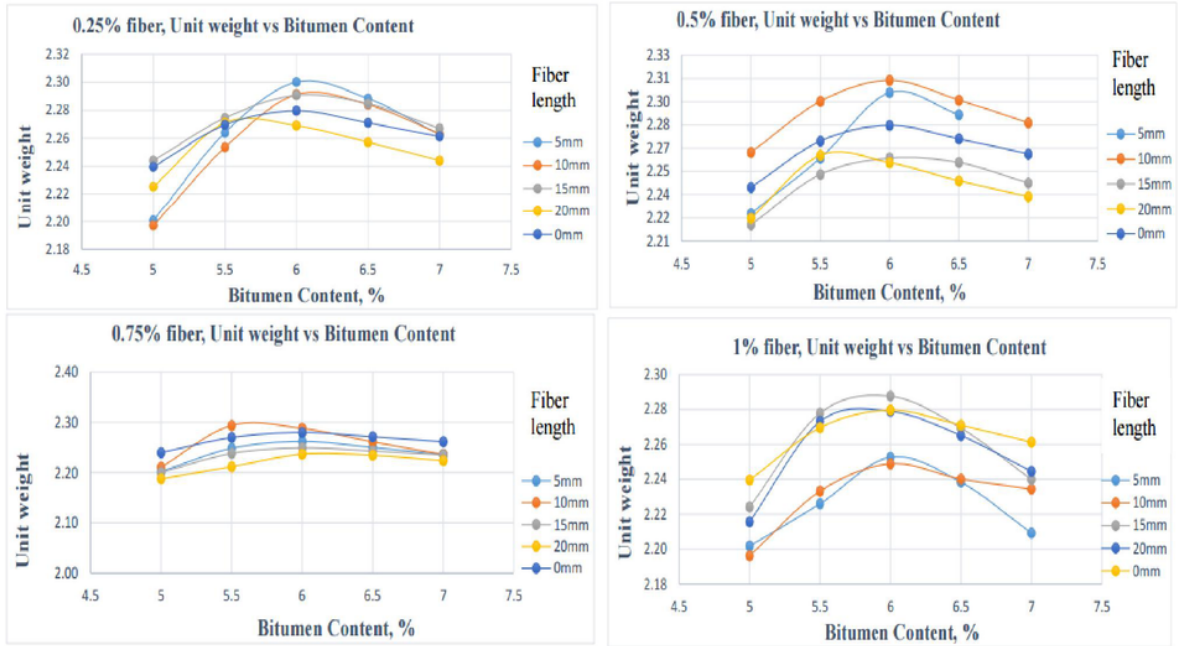 0.25% fiber, Unit weight vs Bitumen Content
2.32
2.30
2.28
2.26
2.24
2.22
2.20
2.18
4.5 5 5.5 6 6.5 7 7.5
Unit weight
Bitumen Content, %
Fiber
length
5mm
10mm
15mm
20mm
0mm
0.5% fiber, Unit weight vs Bitumen Content
2.33
2.31
2.30
2.28
2.27
2.25
2.24
2.22
2.21
4.5 5 5.5 6 6.5 7 7.5
Unit weight
Bitumen Content, %
Fiber
length
5mm
10mm
15mm
20mm
0mm
0.75% fiber, Unit weight vs Bitumen Content
2.40
2.30
2.20
2.10
2.00
4.5 5 5.5 6 6.5 7 7.5
Unit weight
Bitumen Content, %
Fiber
length
5mm
10mm
15mm
20mm
0mm
1% fiber, Unit weight vs Bitumen Content
2.30
2.28
2.26
2.24
2.22
2.20
2.18
4.5 5 5.5 6 6.5 7 7.5
Unit weight
Bitumen Content, %
Fiber
length
5mm
10mm
15mm
20mm
0mm